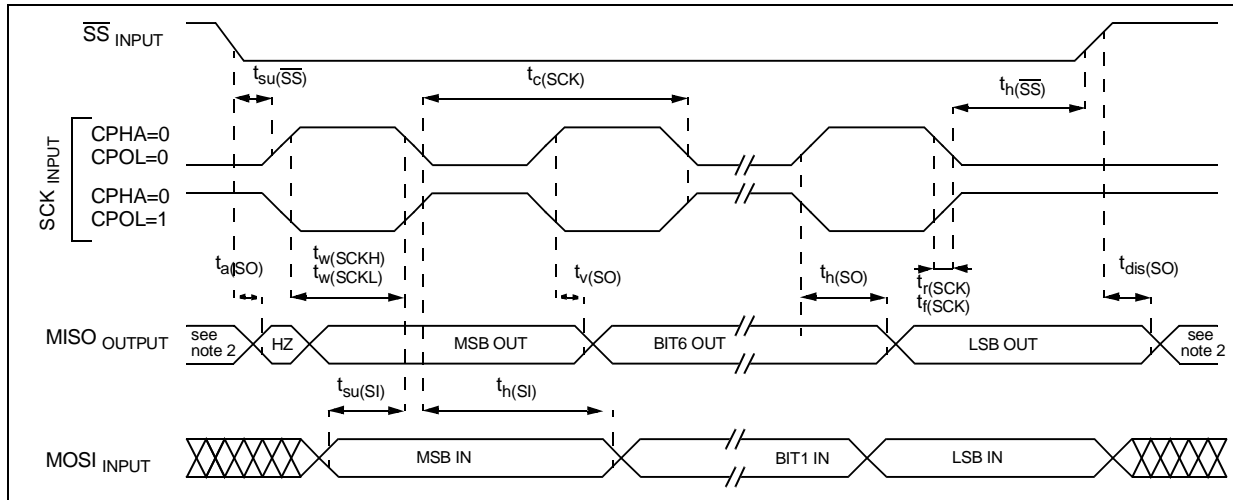 SS INPUT
tsu(SS)
tc(SCK)
th(SS)
SCK INPUT
CPHA=0
CPOL=0
CPHA=0
CPOL=1
ta(SO)
tw(SCKH)
tw(SCKL)
tv(SO)
th(SO)
tr(SCK)
tf(SCK)
tdis(SO)
MISO OUTPUT
see
note 2
HZ
MSB OUT
BIT6 OUT
LSB OUT
see
note 2
tsu(SI)
th(SI)
MOSI INPUT
MSB IN
BIT1 IN
LSB IN